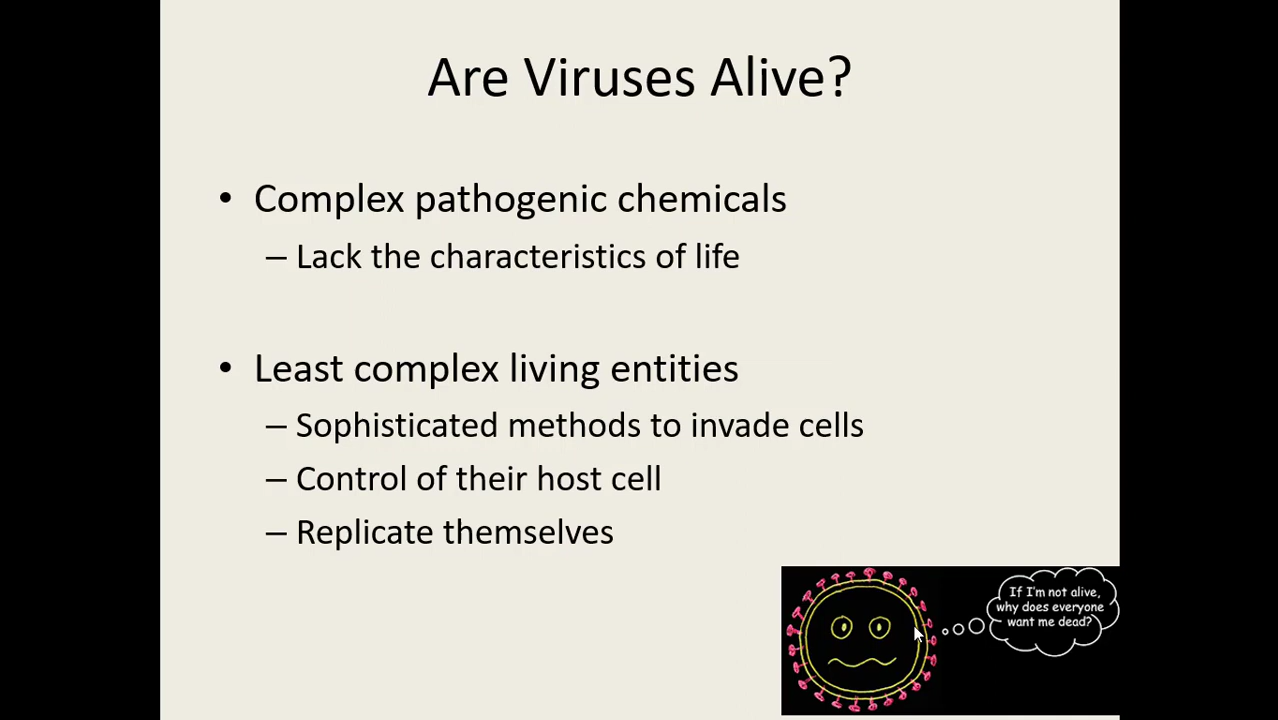 Are Viruses Alive?
• Complex pathogenic chemicals
– Lack the characteristics of life
• Least complex living entities
– Sophisticated methods to invade cells
– Control of their host cell
– Replicate themselves
If I'm not alive,
why does everyone
want me dead?